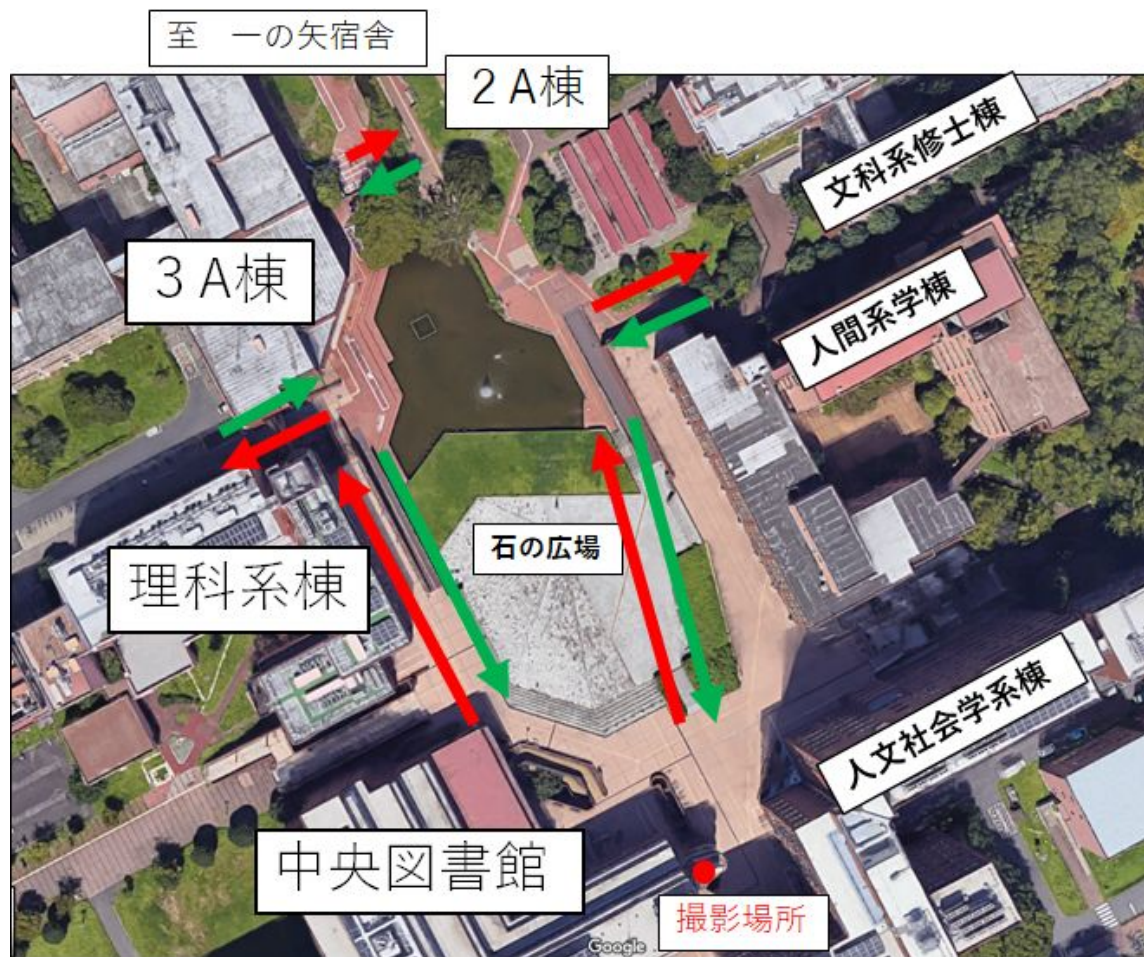 至　一の矢宿舎
２A棟
文科系修士棟
３A棟
人間系学棟
石の広場
理科系棟
人文社会学系棟
中央図書館
撮影場所
Google